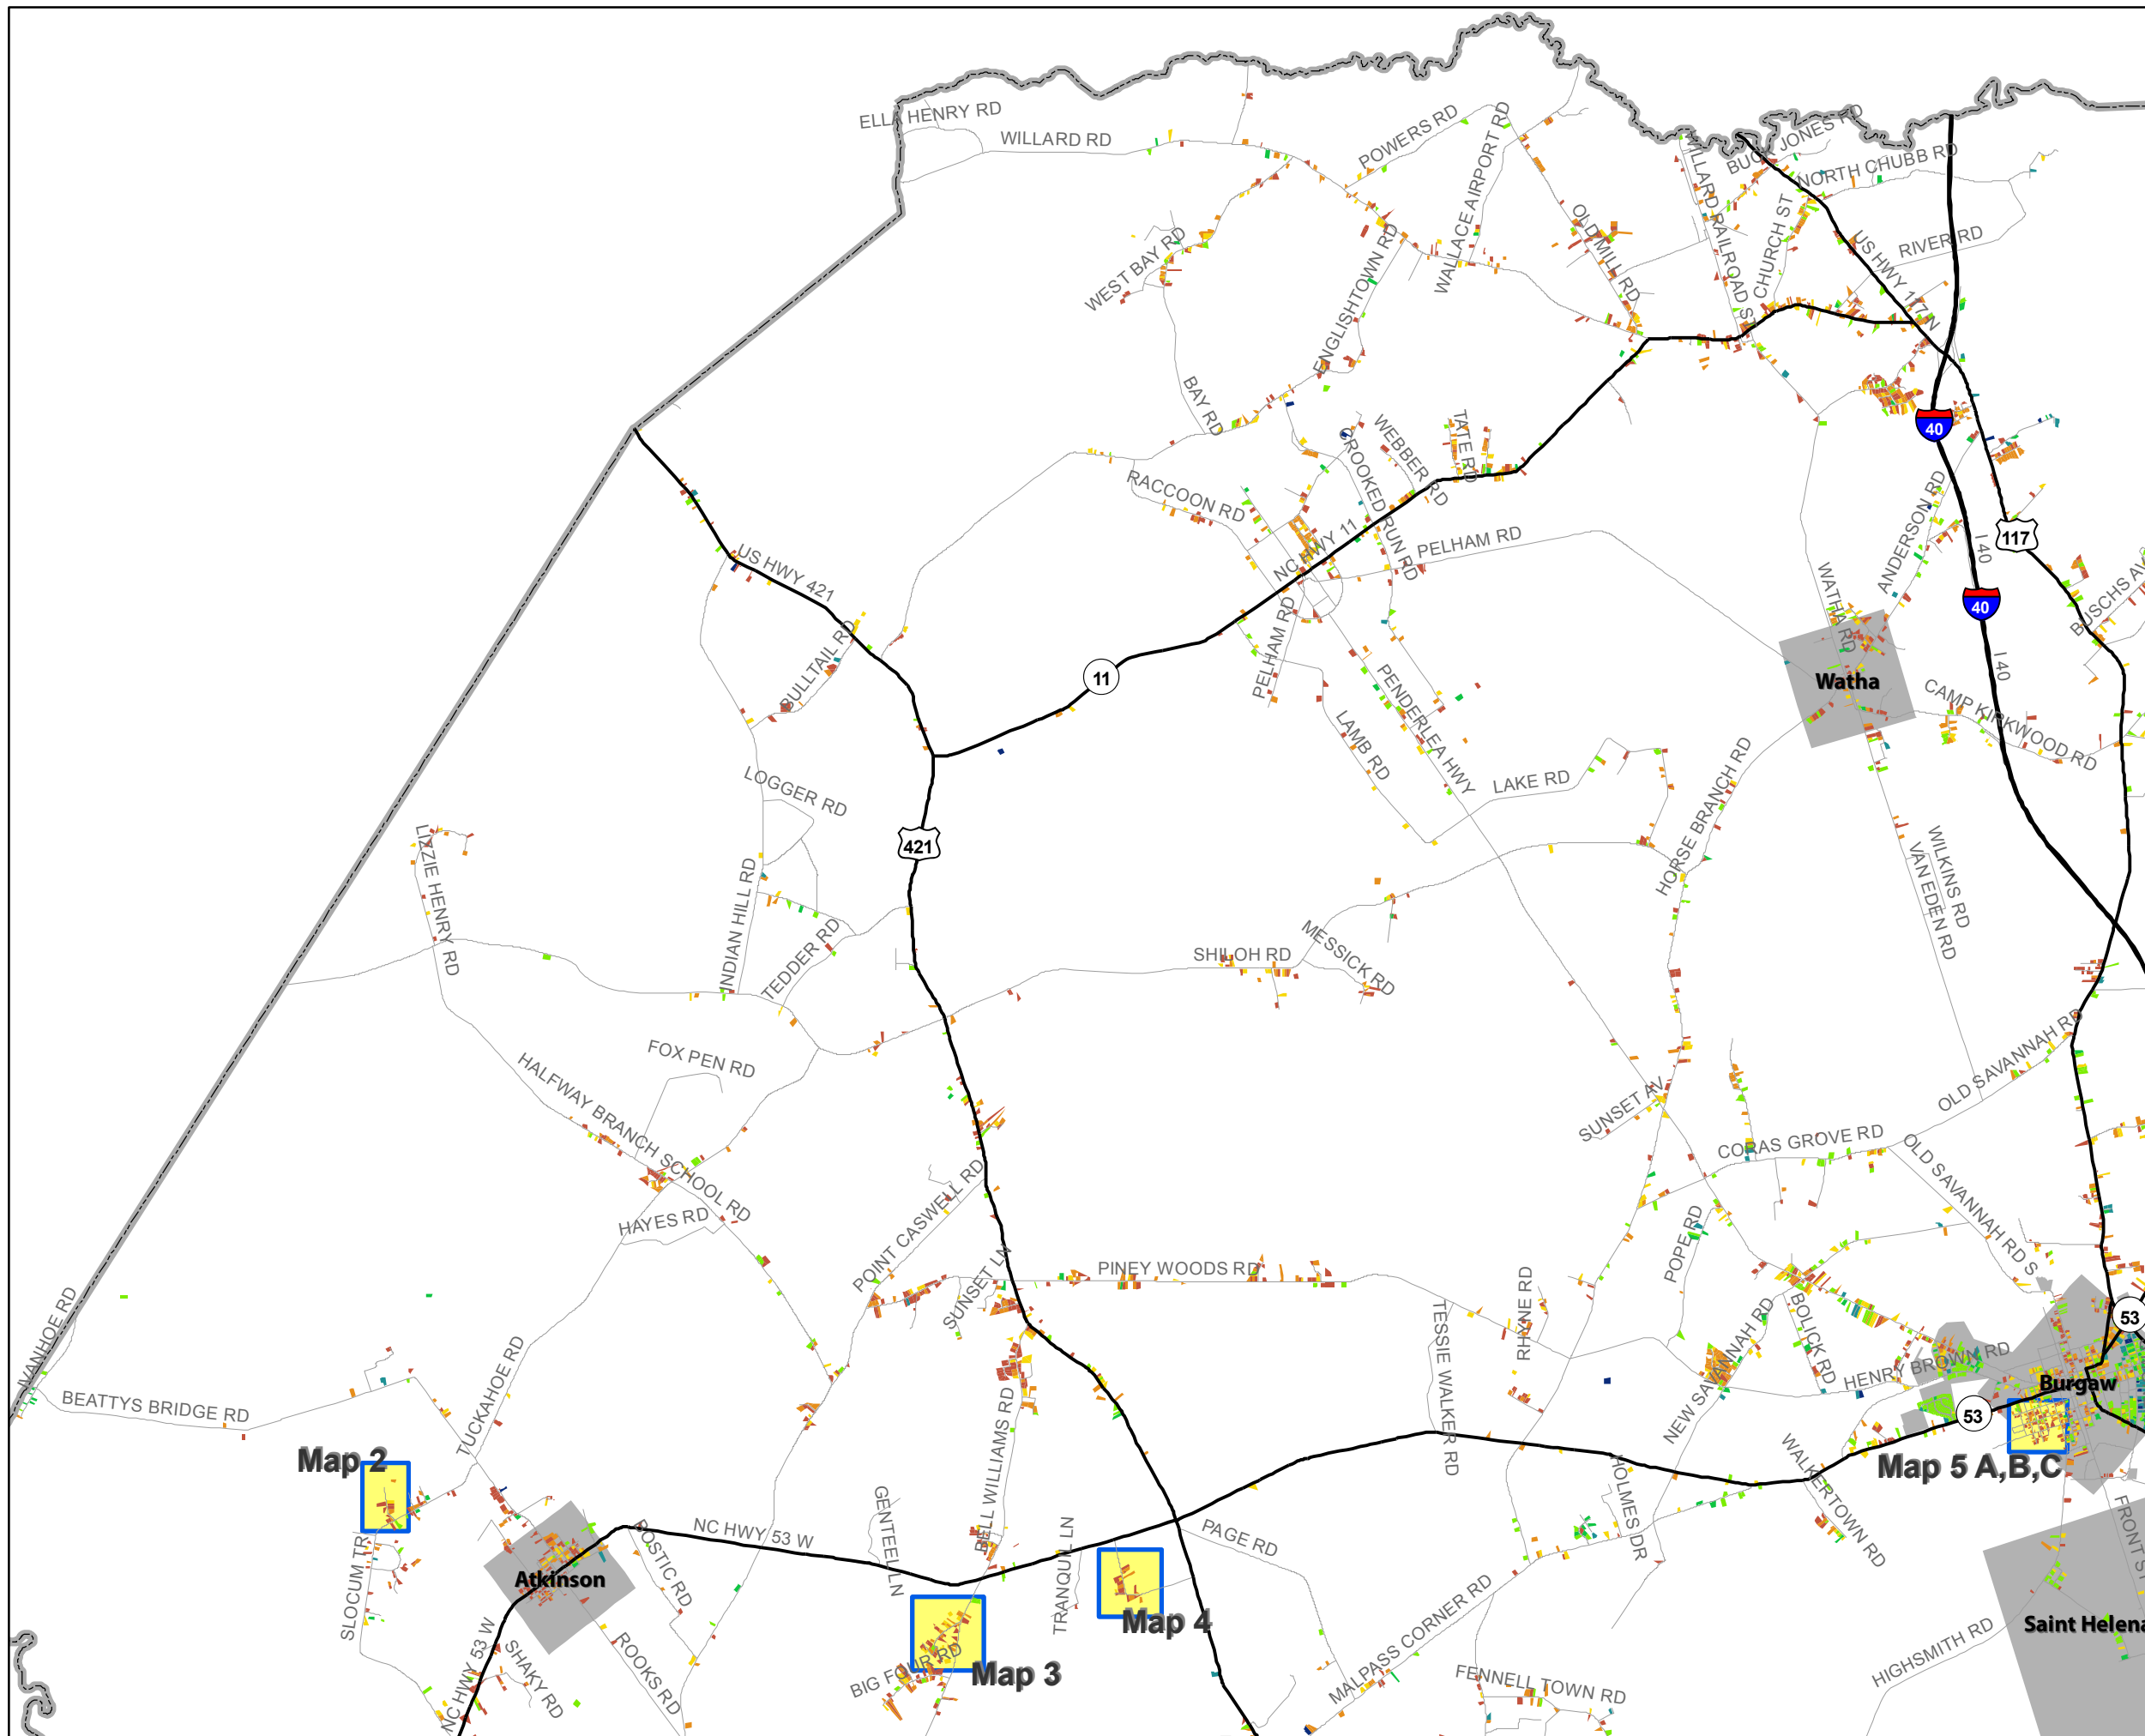 ELLA HENRY RD
WILLARD RD
POWERS RD
WALLACE AIRPORT RD
BUCK JONES RD
NORTH CHUBB RD
WILLARD RAILROAD ST
CHURCH ST
OLD MILL RD
US HWY 117 N
RIVER RD
WEST BAY RD
ENGLISHTOWN RD
BAY RD
40
TATE RD
WEBBER RD
CROOKED RUN RD
RACCOON RD
NC HWY 11
PELHAM RD
ANDERSON RD
I 40
117
US HWY 421
BUSCHS AV
WATHA RD
40
PELHAM RD
BULLTAIL RD
11
PENDERLEA HWY
Watha
I 40
CAMP KIRKWOOD RD
LAMB RD
LAKE RD
LOGGER RD
HORSE BRANCH RD
421
LIZZIE HENRY RD
INDIAN HILL RD
WILKINS RD
VAN EDEN RD
TEDDER RD
SHILOH RD
MESSICK RD
FOX PEN RD
HALFWAY BRANCH SCHOOL RD
OLD SAVANNAH RD
SUNSET AV
CORAS GROVE RD
OLD SAVANNAH RD S
HAYES RD
POINT CASWELL RD
SUNSET LN
PINEY WOODS RD
POPE RD
IVANHOE RD
TESSIE WALKER RD
RHYNE RD
NEW SAVANNAH RD
BOLICK RD
53
HENRY BROWN RD
Burgaw
BEATTYS BRIDGE RD
TUCKAHOE RD
BELL WILLIAMS RD
53
Map 2
WALKERTOWN RD
Map 5 A,B,C
HOLMES DR
GENTEEL LN
NC HWY 53 W
POSTIC RD
TRANQUIL LN
PAGE RD
FRONT ST
SLOCUM TR
Atkinson
Map 4
MALPASS CORNER RD
Saint Helena
HIGHSMITH RD
NC HWY 53 W
SHAKY RD
ROOKS RD
BIG FOUR RD
Map 3
FENNELL TOWN RD